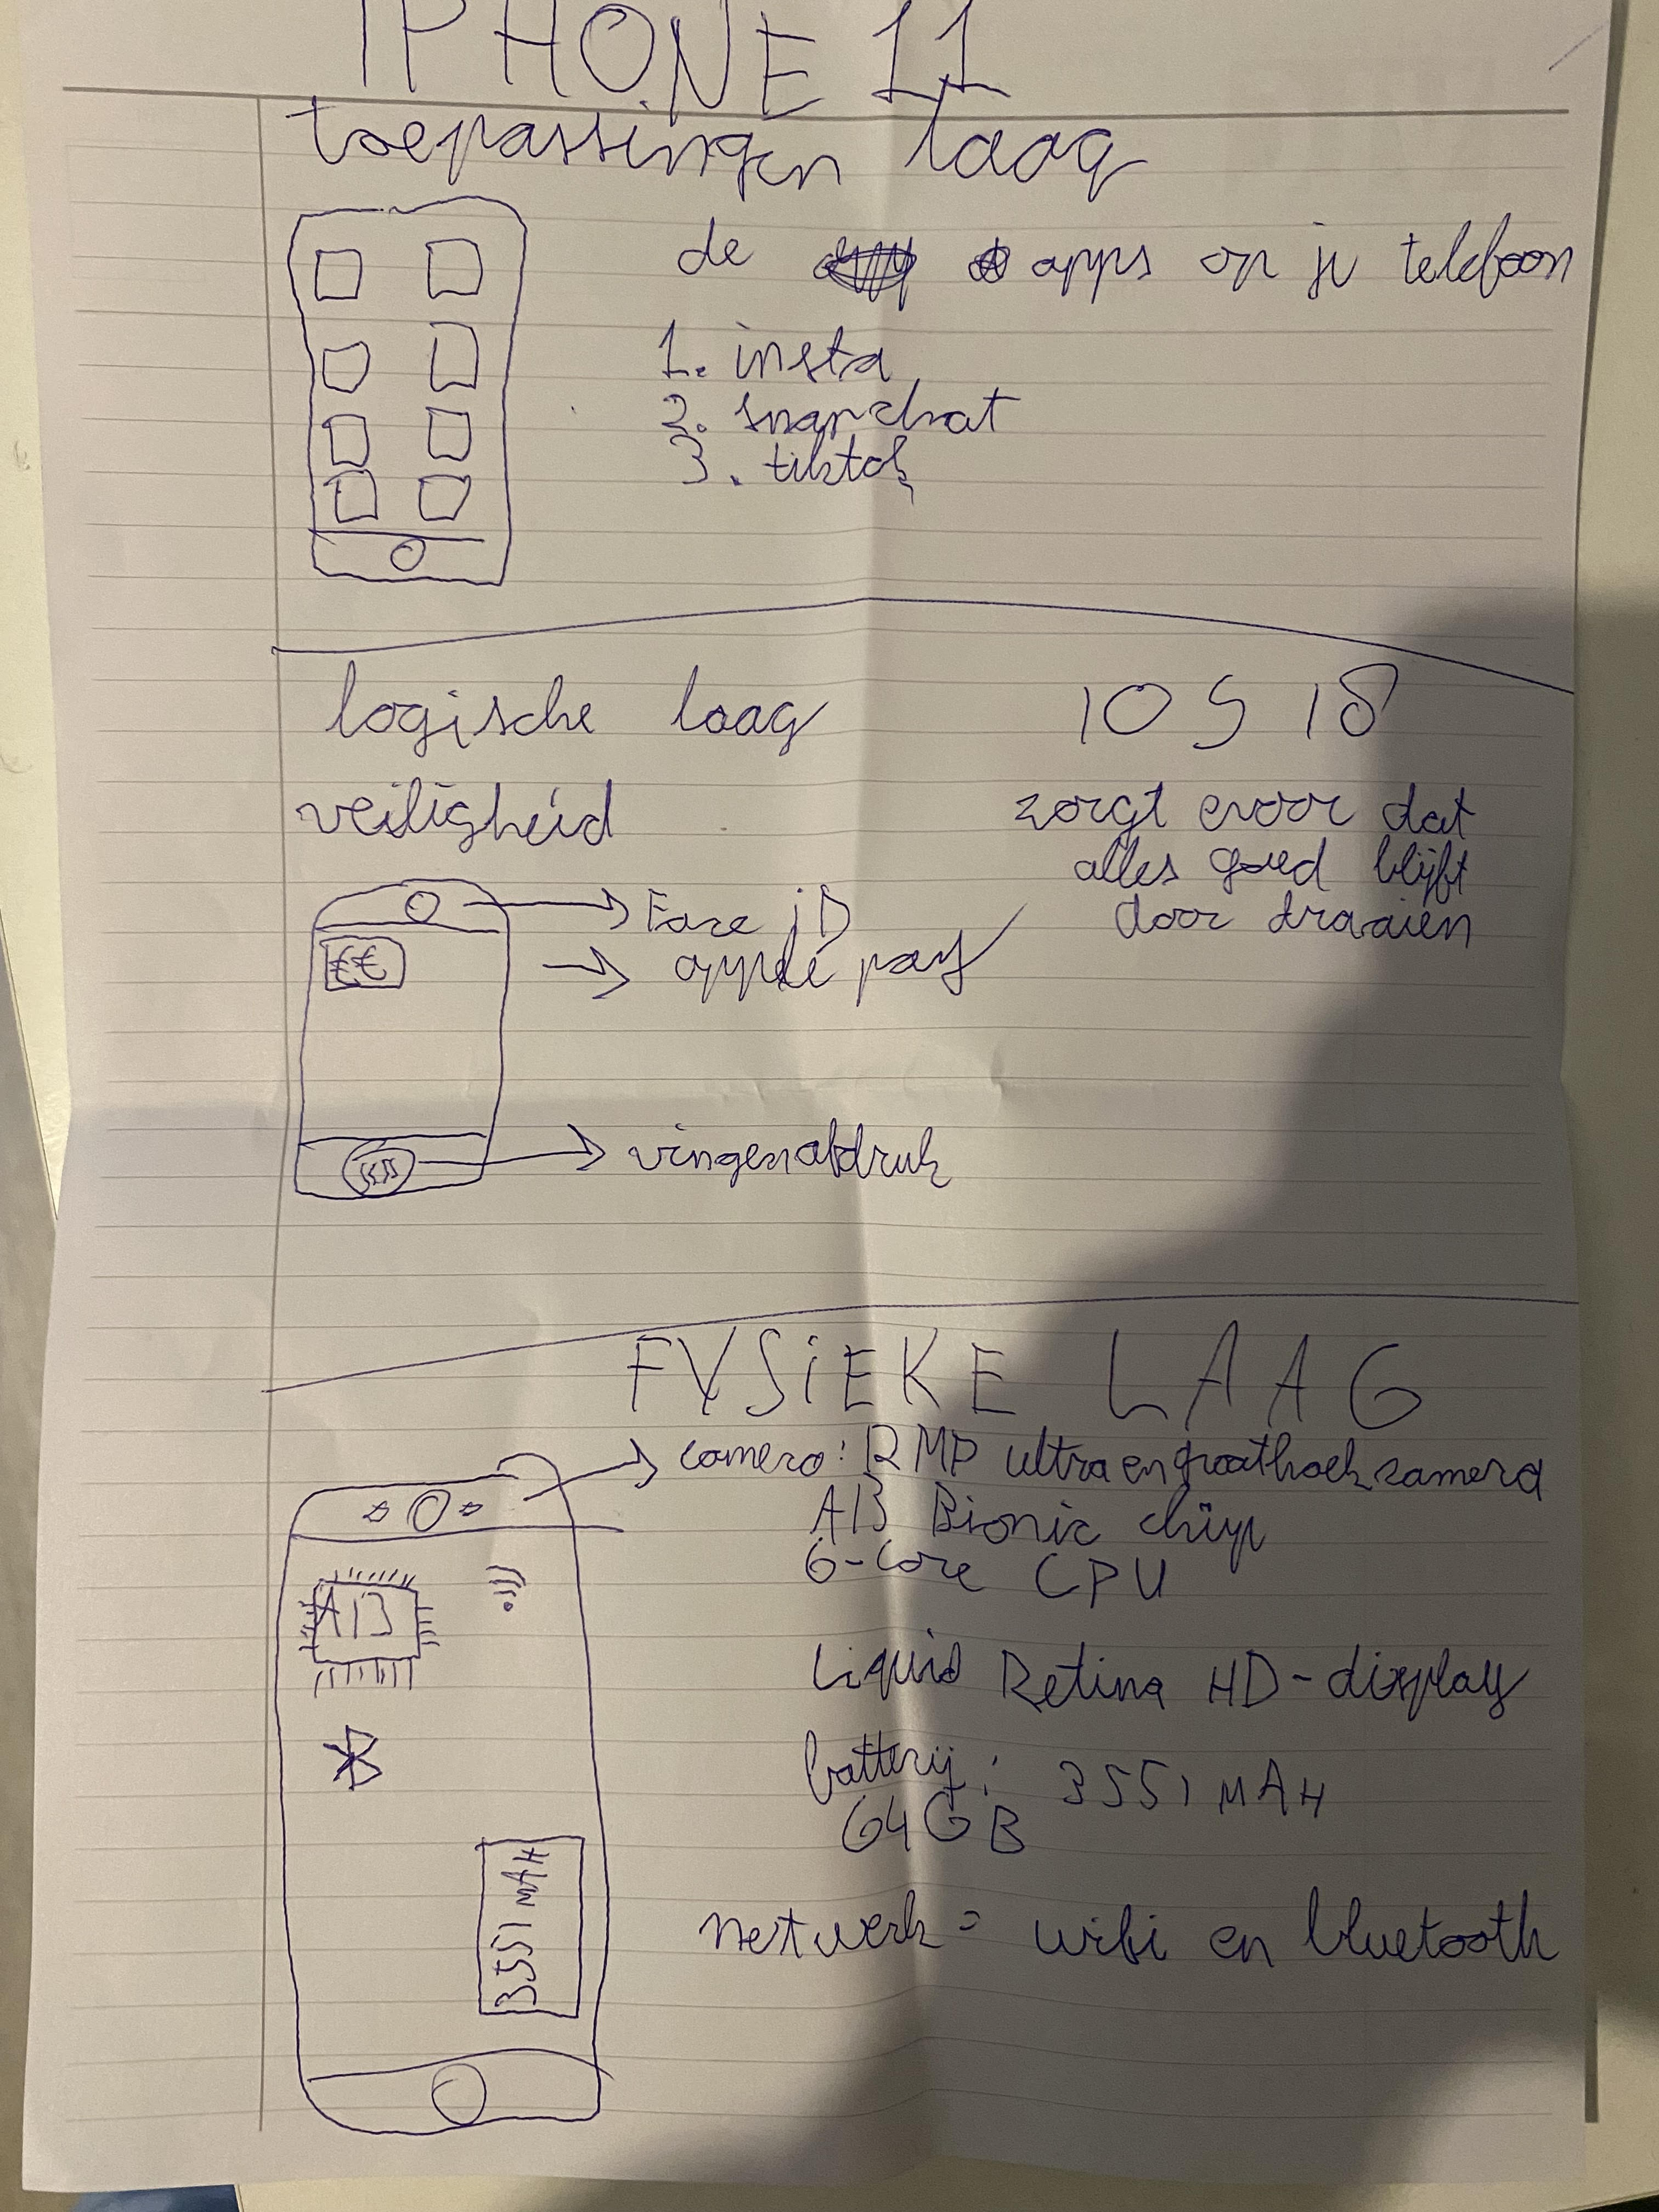 IPHONE 11
toepassingen laag
de apps op je telefoon
1. insta
2. snapchat
3. tiktok
logische laag
IOS 18
veiligheid
zorgt ervoor dat
alles goed blijft
door draaien
Face iD
€€
apple pay
vingerafdruk
FYSiEKE LAAG
camera: RMP ultra en groothoek camera
A13 Bionic chip
6-core CPU
A13
Liquid Retina HD-display
batterij: 3551 MAH
64GB
3551 mAH
netwerk = wifi en bluetooth